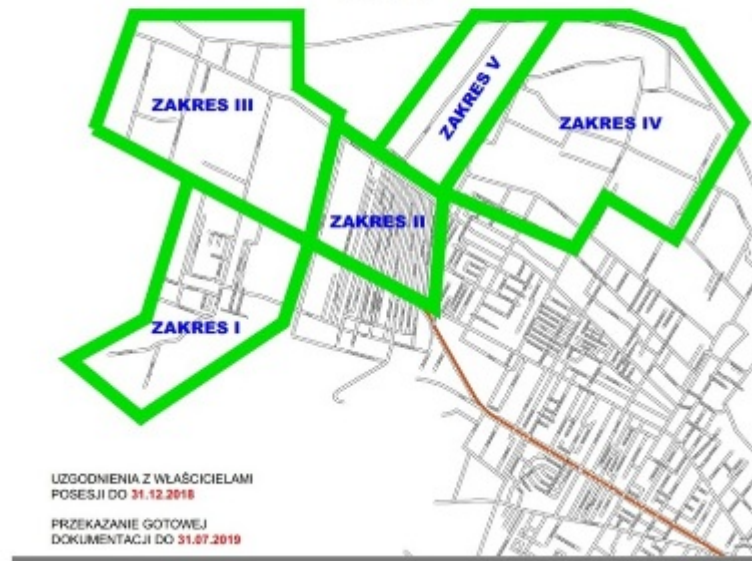 ZAKRES III
ZAKRES V
ZAKRES IV
ZAKRES II
ZAKRES I
UZGODNIENIA Z WŁAŚCICIELAMI
POSESJI DO 31.12.2018
PRZEKAZANIE GOTOWEJ
DOKUMENTACJI DO 31.07.2019